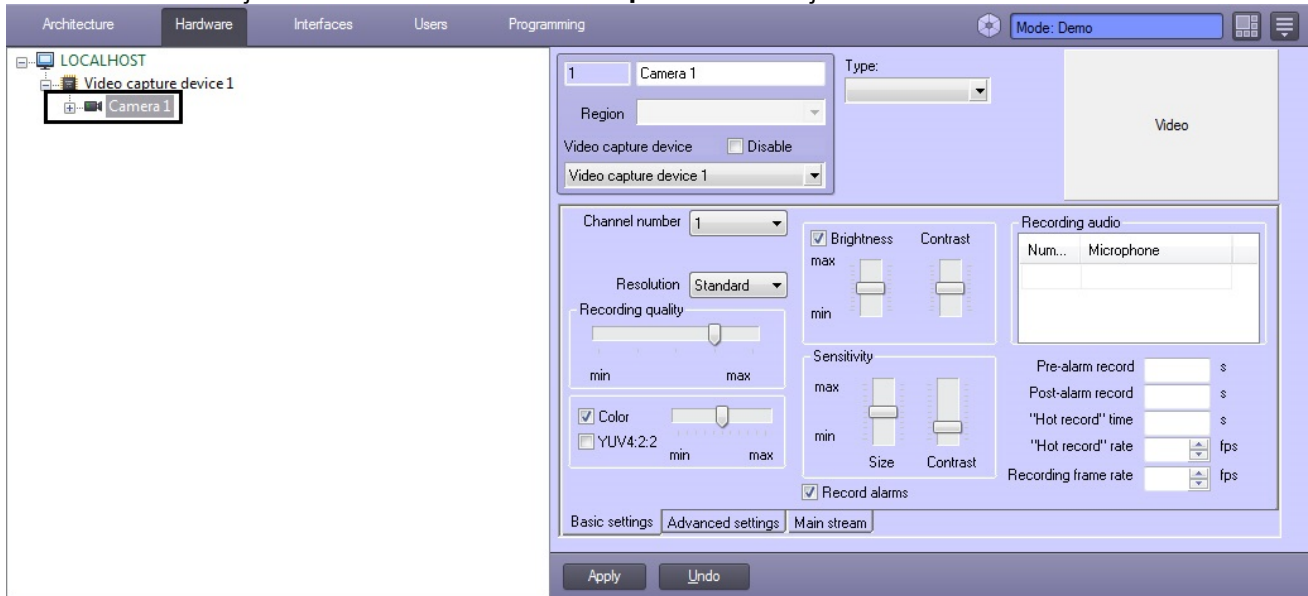 Architecture Hardware Interfaces Users Programming Mode: Demo
LOCALHOST
Video capture device 1
Camera 1
1 Camera 1
Type:
Region
Video capture device Disable
Video capture device 1
Video
Channel number 1
Resolution Standard
Recording quality
min max
Color
YUV4:2:2
min max
Brightness Contrast
max
min
Sensitivity
max
min
Size Contrast
Record alarms
Recording audio
Num... Microphone
Pre-alarm record s
Post-alarm record s
"Hot record" time s
"Hot record" rate fps
Recording frame rate fps
Basic settings Advanced settings Main stream
Apply Undo